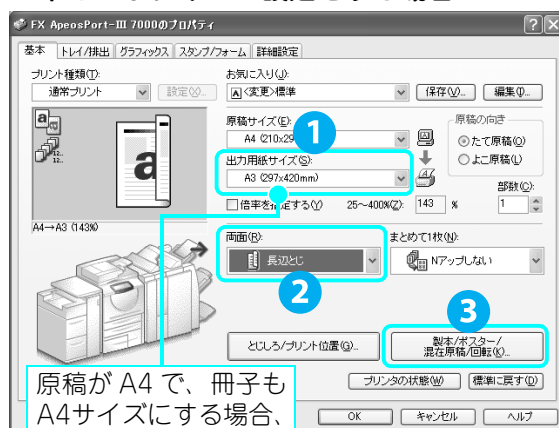 FX ApeosPort-III 7000のプロパティ
基本 トレイ/排出 グラフィックス スタンプ/フォーム 詳細設定
プリント種類(T):
通常プリント
設定(X)...
お気に入り(J):
A <変更>標準
保存(V)...
編集(I)...
原稿サイズ(E):
A4 (210x29
1
原稿の向き
たて原稿(O)
よこ原稿(L)
出力用紙サイズ(S):
A3 (297x420mm)
倍率を指定する(Y)
25～400%(Z):
143 %
部数(C):
1
A4→A3 (143%)
両面(R):
長辺とじ
2
まとめて1枚(N):
Nアップしない
3
とじしろ/プリント位置(G)...
製本/ポスター/
混在原稿/回転(K)...
プリンタの状態(W)
標準に戻す(D)
原稿が A4 で、冊子も
A4サイズにする場合、
OK
キャンセル
ヘルプ